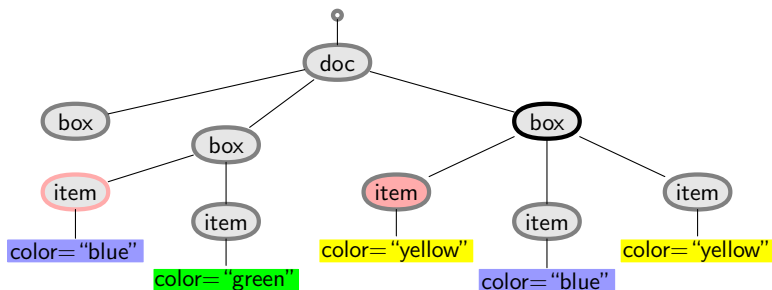 doc
box
box
box
item
item
item
item
item
color="blue"
color="green"
color="yellow"
color="blue"
color="yellow"